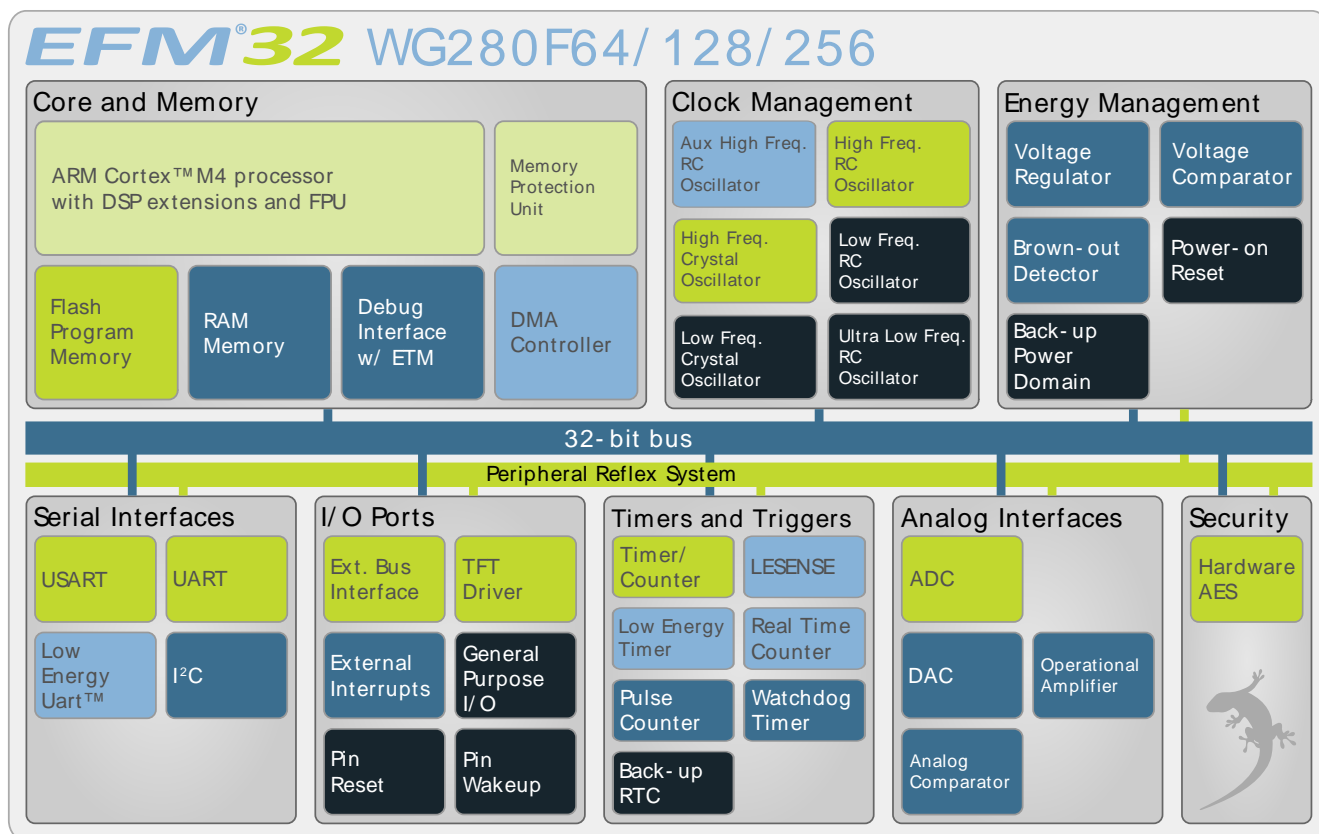 EFM®32 WG280F64/128/256
Core and Memory
ARM Cortex™ M4 processor
with DSP extensions and FPU
Memory
Protection
Unit
Flash
Program
Memory
RAM
Memory
Debug
Interface
w/ ETM
DMA
Controller
Clock Management
Aux High Freq.
RC
Oscillator
High Freq.
RC
Oscillator
High Freq.
Crystal
Oscillator
Low Freq.
RC
Oscillator
Low Freq.
Crystal
Oscillator
Ultra Low Freq.
RC
Oscillator
Energy Management
Voltage
Regulator
Voltage
Comparator
Brown-out
Detector
Power-on
Reset
Back-up
Power
Domain
32-bit bus
Peripheral Reflex System
Serial Interfaces
USART
UART
Low
Energy
Uart™
I²C
I/O Ports
Ext. Bus
Interface
TFT
Driver
External
Interrupts
General
Purpose
I/O
Pin
Reset
Pin
Wakeup
Timers and Triggers
Timer/
Counter
LESENSE
Low Energy
Timer
Real Time
Counter
Pulse
Counter
Watchdog
Timer
Back-up
RTC
Analog Interfaces
ADC
DAC
Operational
Amplifier
Analog
Comparator
Security
Hardware
AES